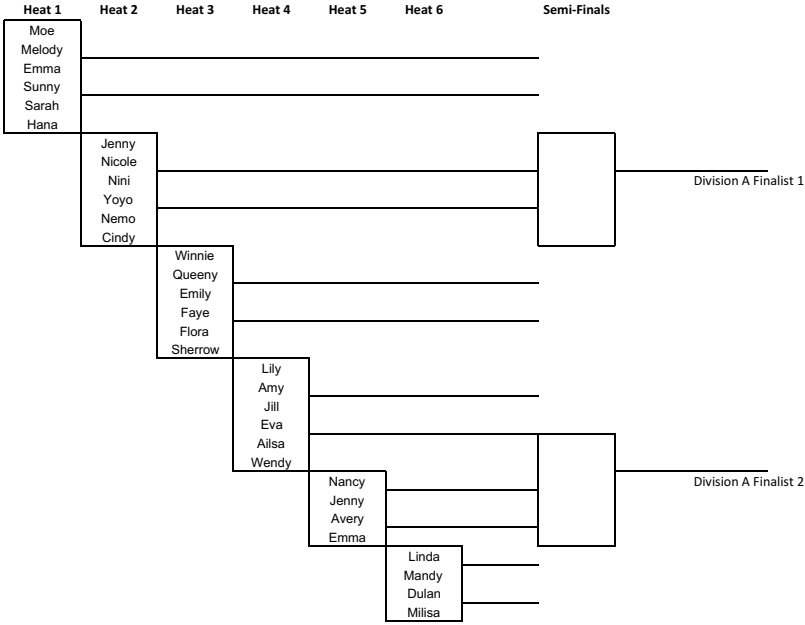 Heat 1 Heat 2 Heat 3 Heat 4 Heat 5 Heat 6 Semi-Finals
Moe
Melody
Emma
Sunny
Sarah
Hana
Jenny
Nicole
Nini
Yoyo
Nemo
Cindy
Division A Finalist 1
Winnie
Queeny
Emily
Faye
Flora
Sherrow
Lily
Amy
Jill
Eva
Ailsa
Wendy
Nancy
Jenny
Avery
Emma
Division A Finalist 2
Linda
Mandy
Dulan
Milisa